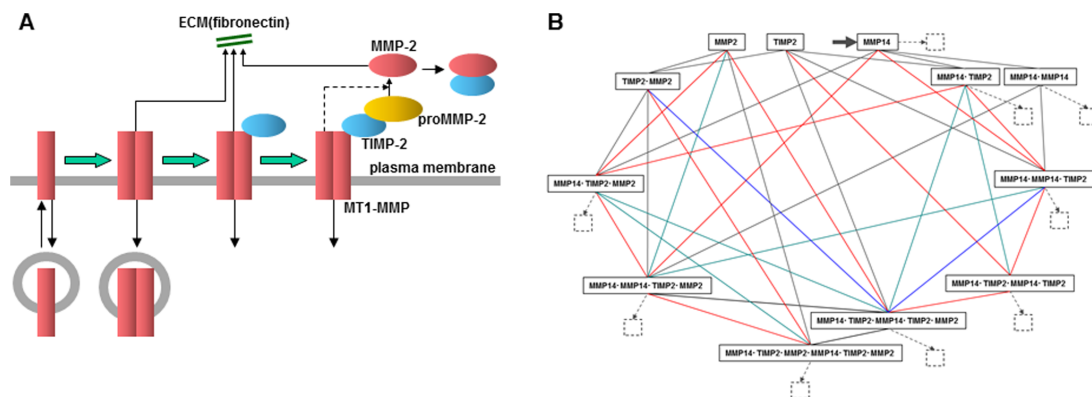 A
ECM(fibronectin)
MMP-2
proMMP-2
TIMP-2
plasma membrane
MT1-MMP
B
MMP2
TIMP2
MMP14
TIMP2·MMP2
MMP14·TIMP2
MMP14·MMP14
MMP14·TIMP2·MMP2
MMP14·MMP14·TIMP2
MMP14·MMP14·TIMP2·MMP2
TIMP2·MMP14·MMP14·TIMP2
MMP14·TIMP2·MMP14·TIMP2·MMP2
MMP14·TIMP2·MMP2·MMP14·TIMP2·MMP2